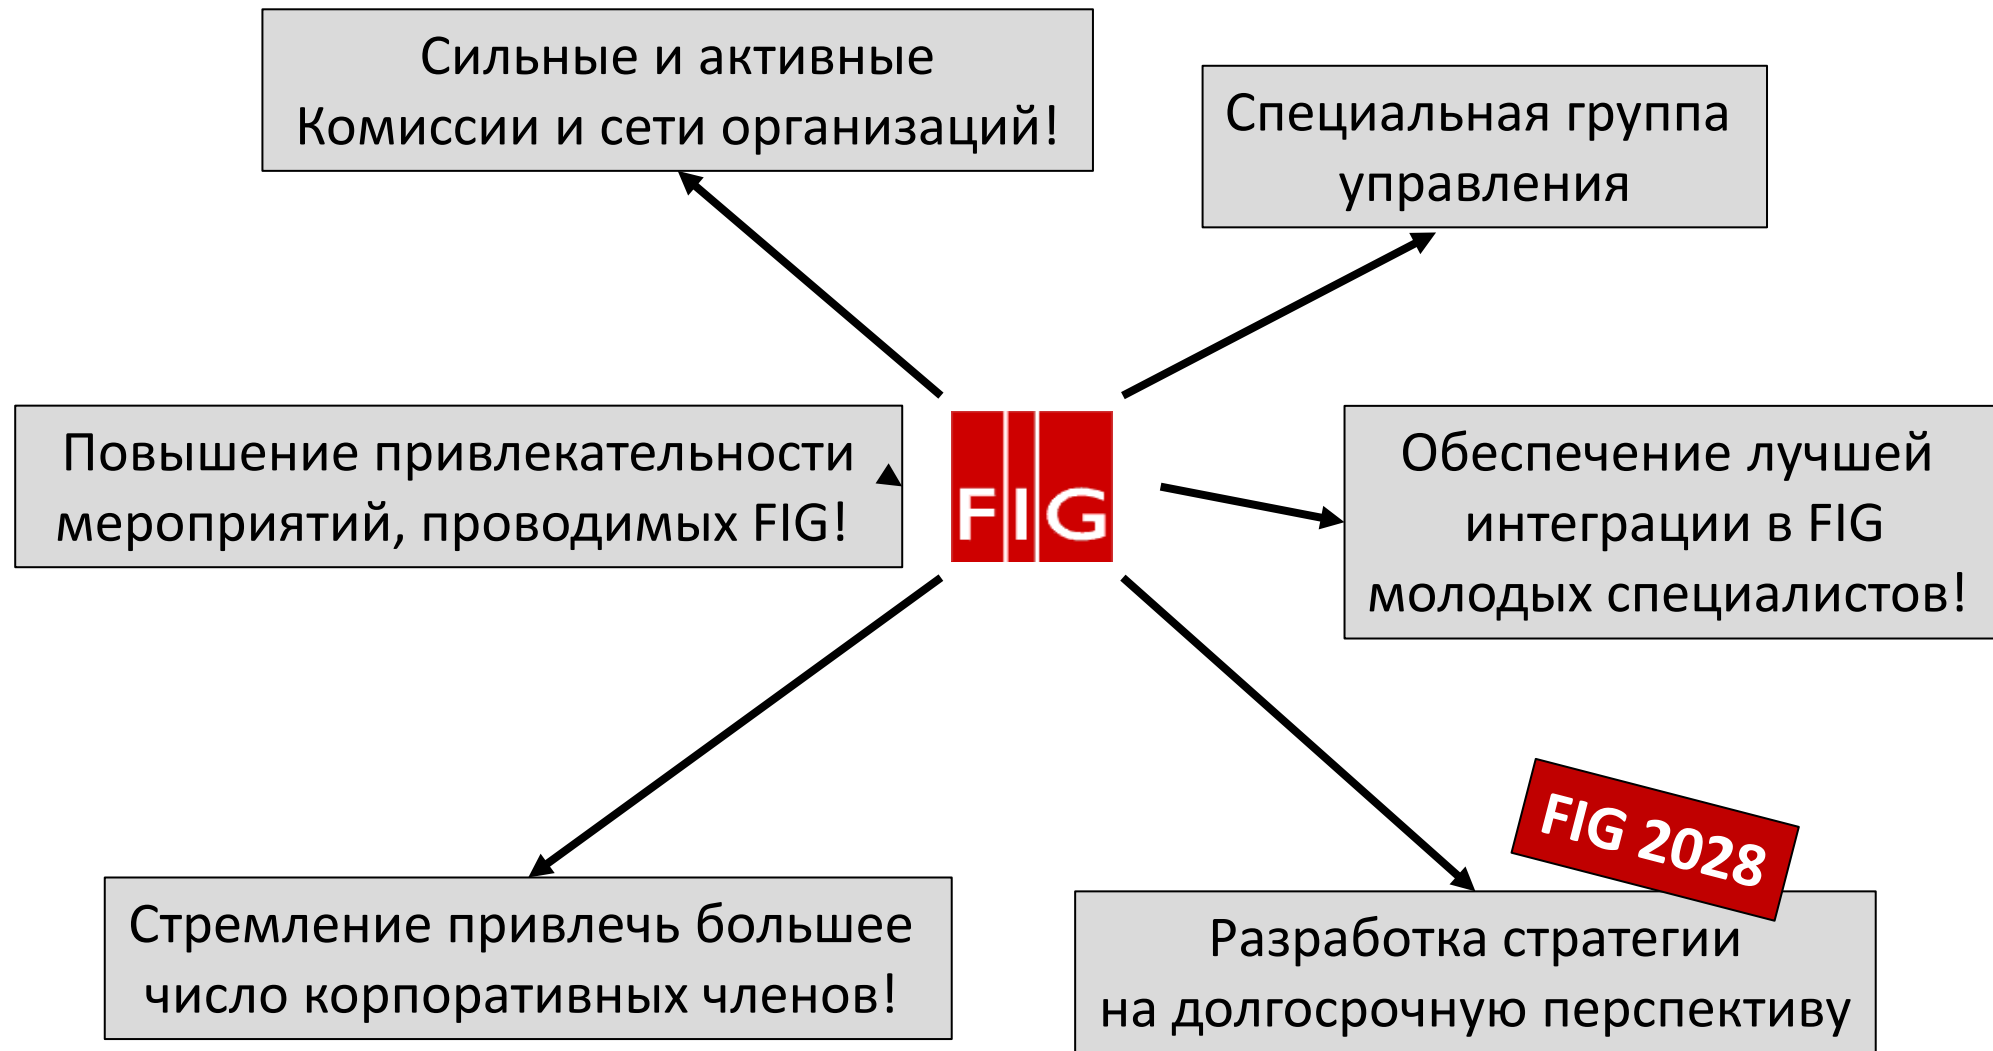 Сильные и активные
Комиссии и сети организаций!
Специальная группа
управления
Повышение привлекательности
мероприятий, проводимых FIG!
FIG
Обеспечение лучшей
интеграции в FIG
молодых специалистов!
Стремление привлечь большее
число корпоративных членов!
FIG 2028
Разработка стратегии
на долгосрочную перспективу